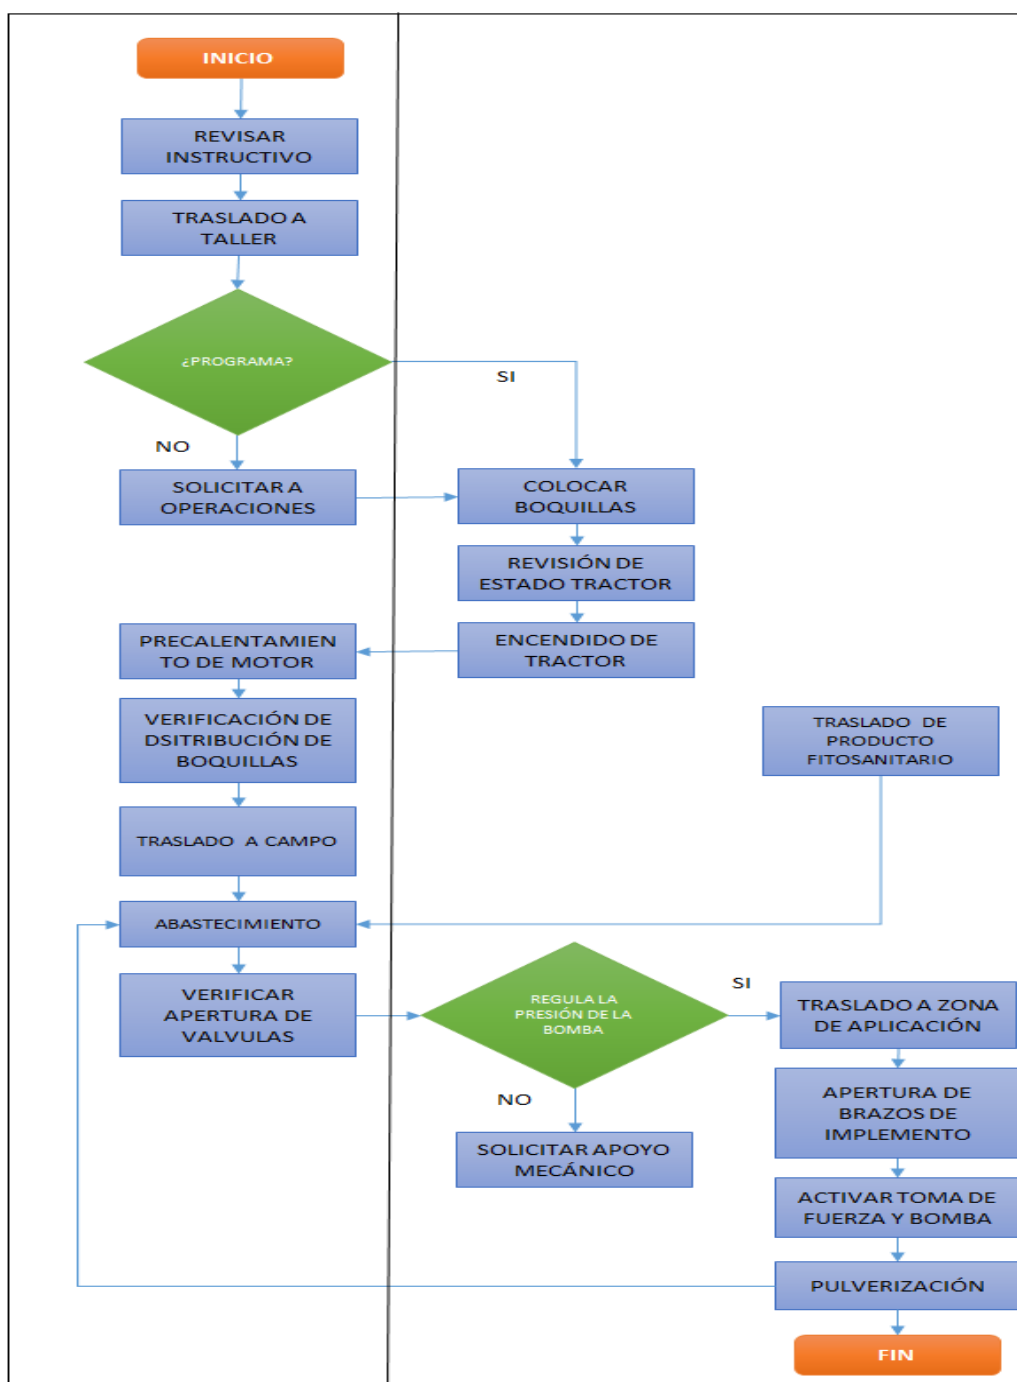 INICIO
REVISAR
INSTRUCTIVO
TRASLADO A
TALLER
¿PROGRAMA?
SI
NO
SOLICITAR A
OPERACIONES
COLOCAR
BOQUILLAS
REVISIÓN DE
ESTADO TRACTOR
ENCENDIDO DE
TRACTOR
PRECALENTAMIEN
TO DE MOTOR
VERIFICACIÓN DE
DSITRIBUCIÓN DE
BOQUILLAS
TRASLADO DE
PRODUCTO
FITOSANITARIO
TRASLADO A CAMPO
ABASTECIMIENTO
VERIFICAR
APERTURA DE
VALVULAS
REGULA LA
PRESIÓN DE LA
BOMBA
SI
NO
TRASLADO A ZONA
DE APLICACIÓN
SOLICITAR APOYO
MECÁNICO
APERTURA DE
BRAZOS DE
IMPLEMENTO
ACTIVAR TOMA DE
FUERZA Y BOMBA
PULVERIZACIÓN
FIN